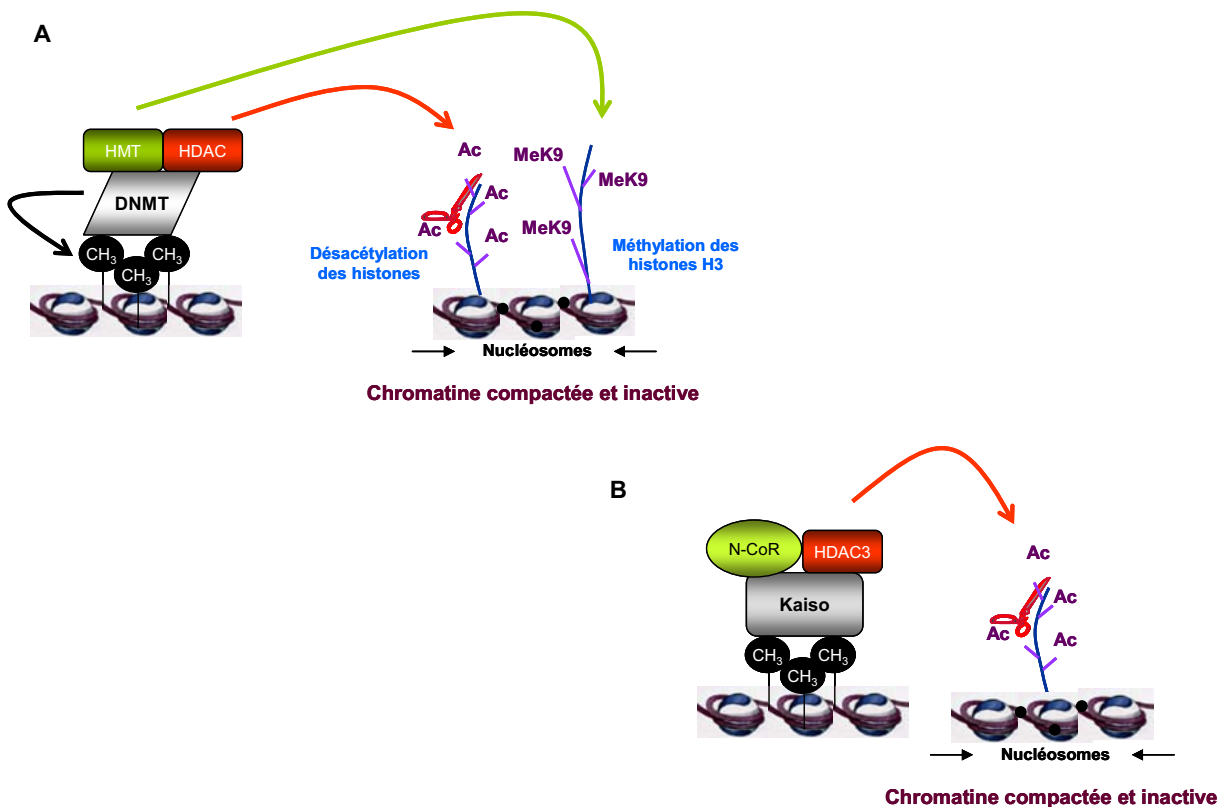 A
HMT HDAC
DNMT
CH3 CH3
CH3
Ac
Ac
Ac
Ac
Désacétylation
des histones
MeK9
MeK9
MeK9
Méthylation des
histones H3
Nucléosomes
Chromatine compactée et inactive
B
N-CoR HDAC3
Kaiso
CH3 CH3
CH3
Ac
Ac
Ac
Ac
Nucléosomes
Chromatine compactée et inactive